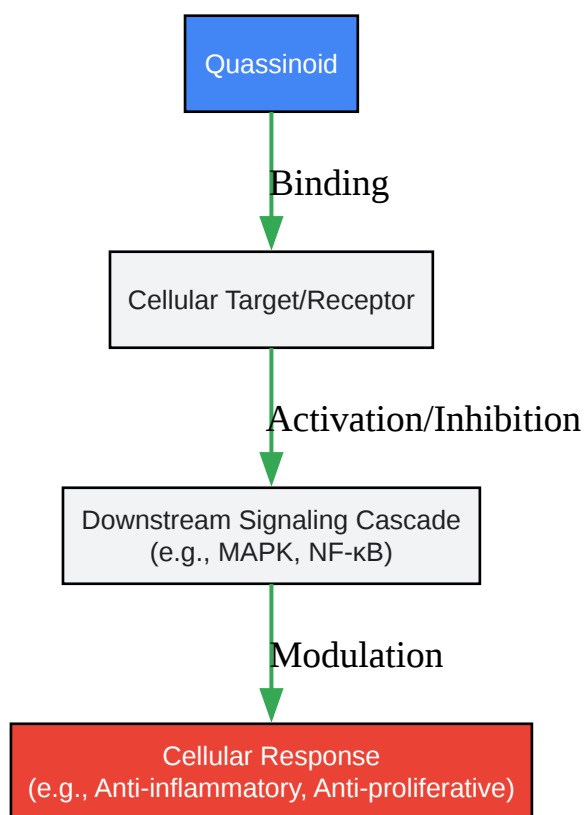 Quassinoid
Binding
Cellular Target/Receptor
Activation/Inhibition
Downstream Signaling Cascade
(e.g., MAPK, NF-κB)
Modulation
Cellular Response
(e.g., Anti-inflammatory, Anti-proliferative)